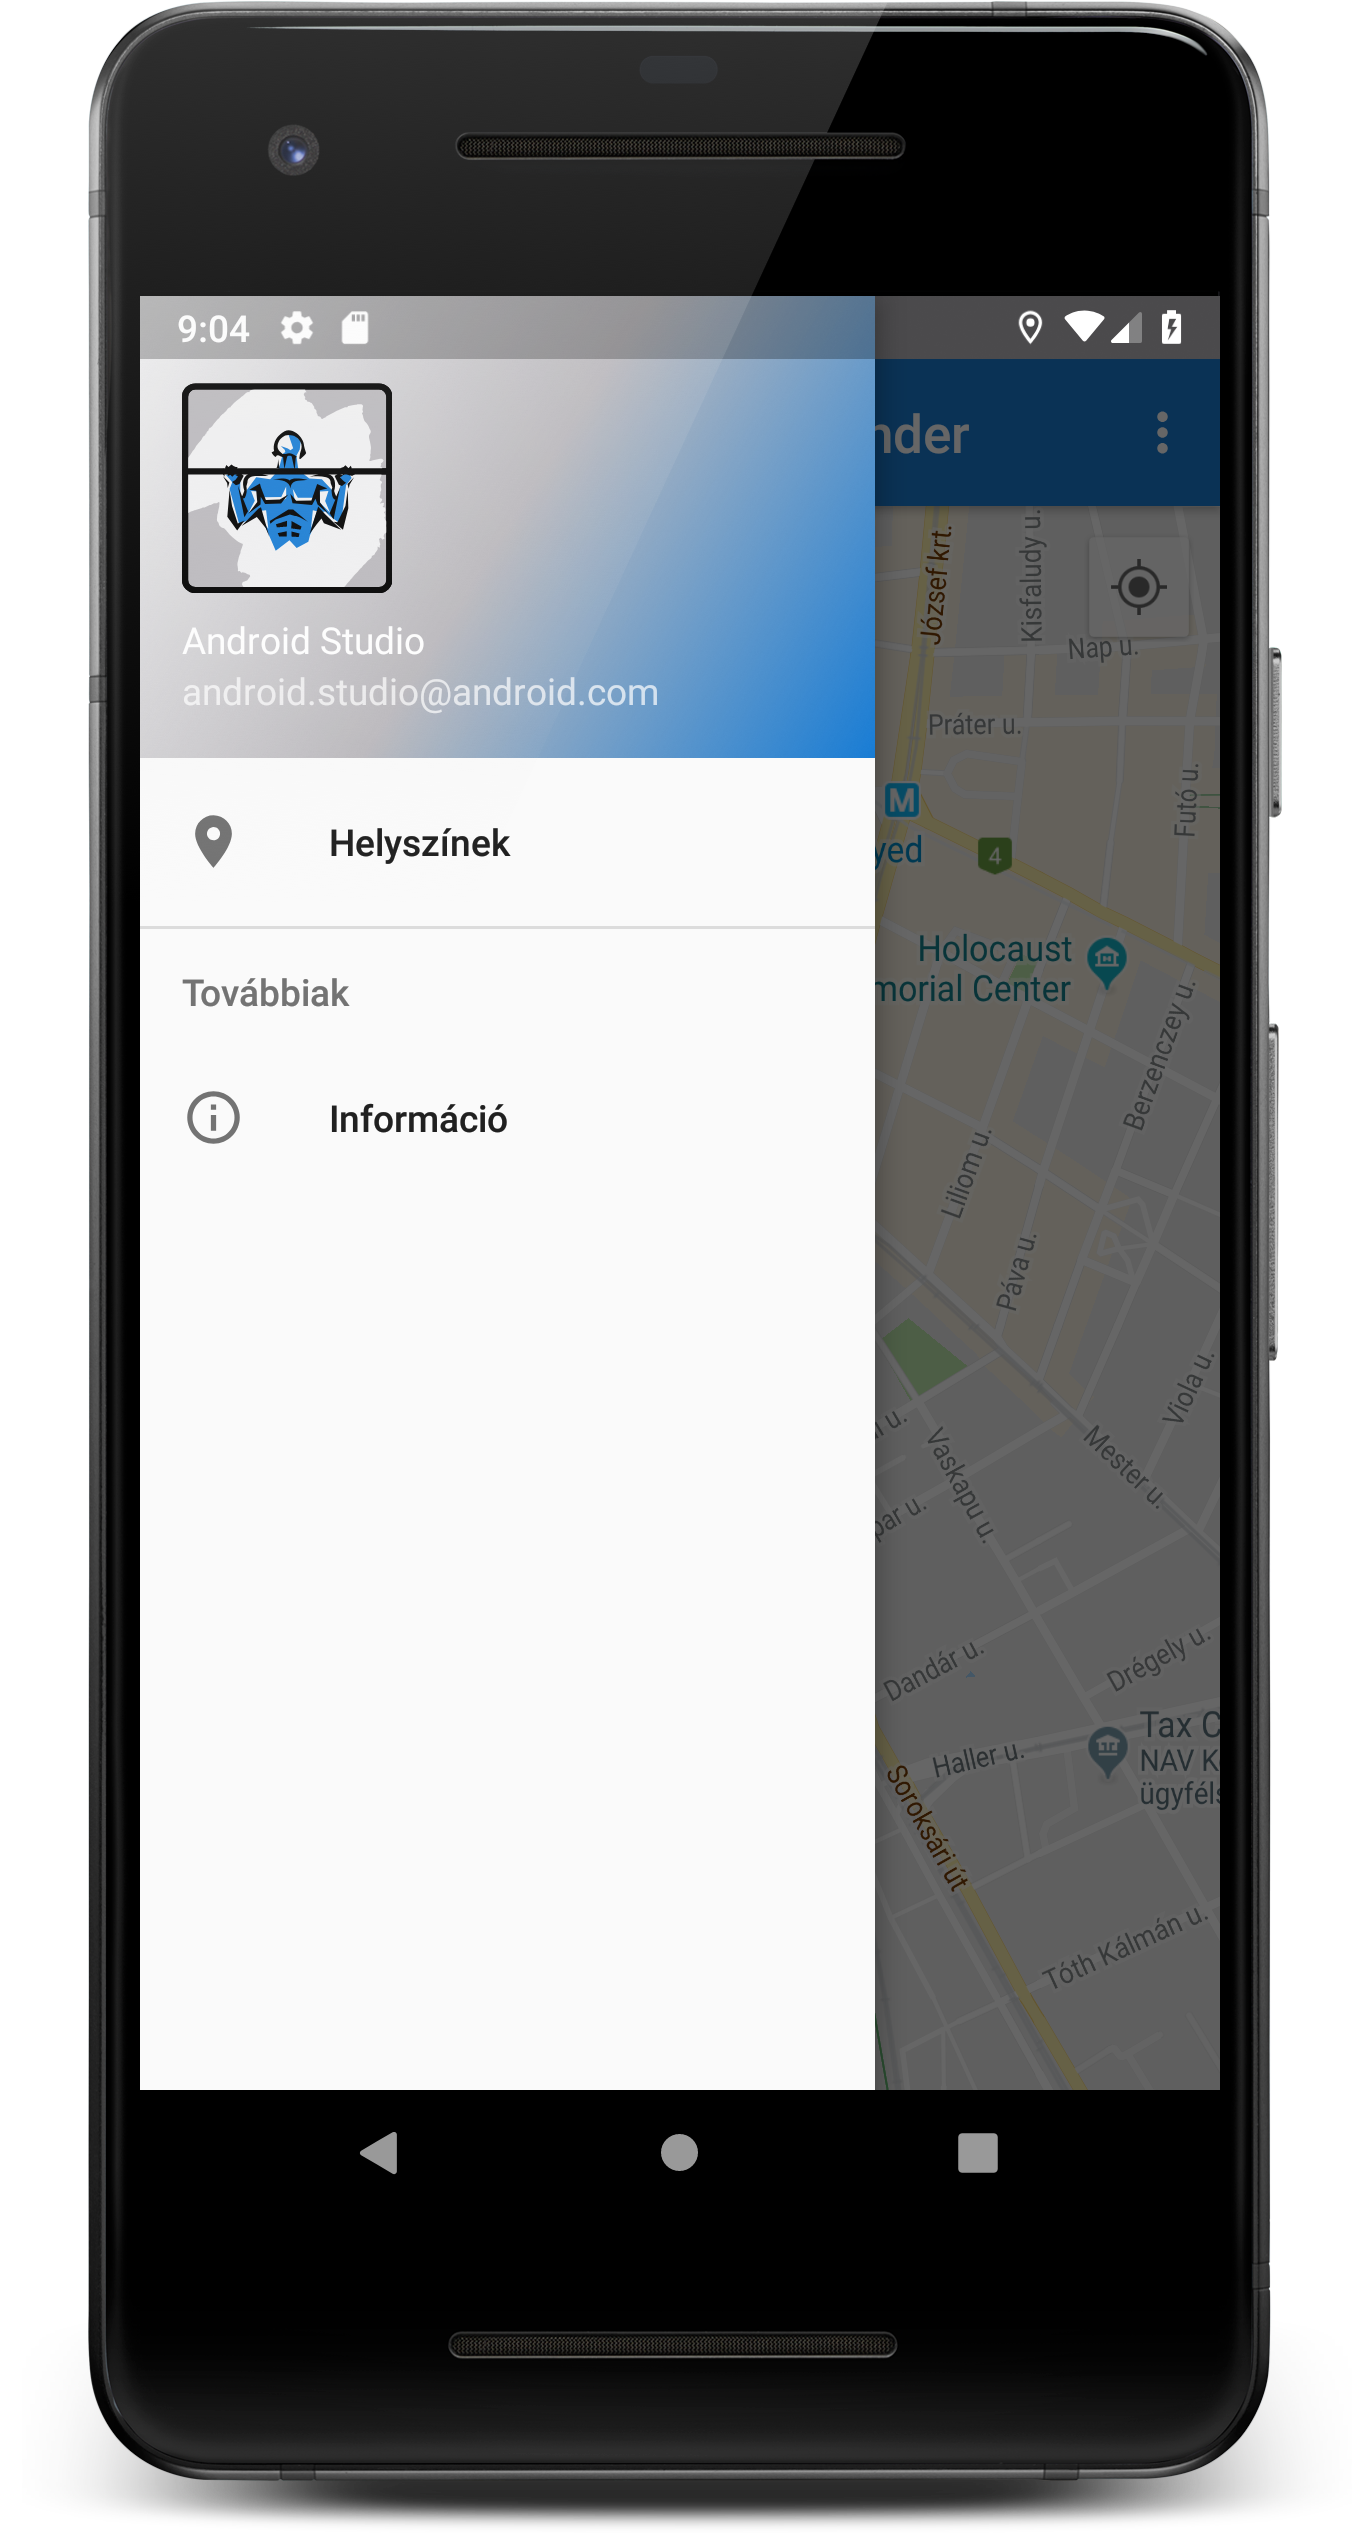 9:04
nder
Android Studio
android.studio@android.com
Helyszínek
Továbbiak
Információ
József krt.
Kisfaludy u.
Nap u.
Práter u.
Futó u.
M
yed
4
Holocaust
morial Center
Berzenczey u.
Liliom u.
Páva u.
Viola u.
Mester u.
Vaskapu u.
par u.
Dandár u.
Drégely u.
Haller u.
Tax C
NAV K
ügyféls
Soroksári út
Tóth Kálmán u.